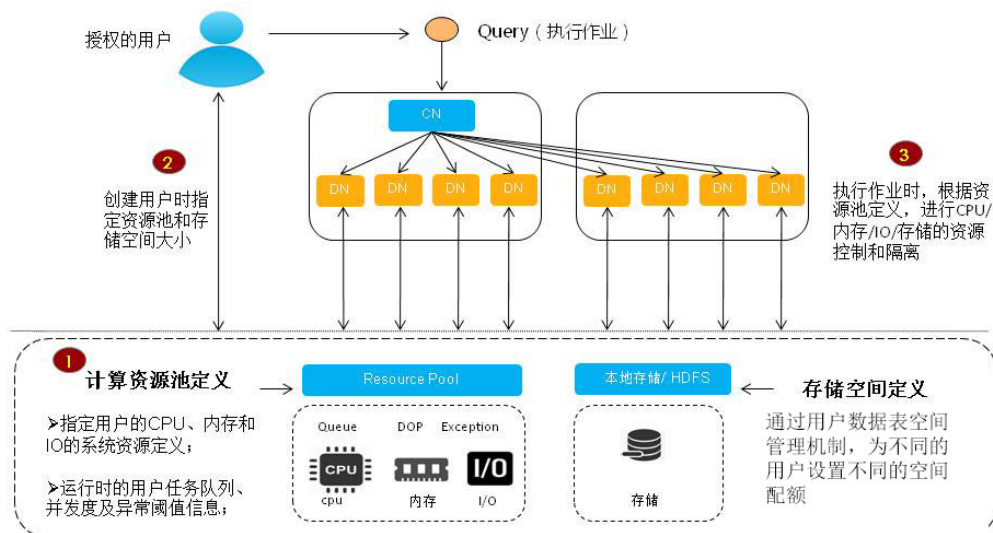 授权的用户
Query（执行作业）
CN
DN
DN
DN
DN
DN
DN
DN
DN
2
创建用户时指
定资源池和存
储空间大小
3
执行作业时，根据资
源池定义，进行CPU/
内存/IO/存储的资源
控制和隔离
1
计算资源池定义
➢指定用户的CPU、内存和
IO的系统资源定义；
➢运行时的用户任务队列、
并发度及异常阈值信息；
Resource Pool
Queue
DOP
Exception
CPU
I/O
cpu
内存
I/O
本地存储/ HDFS
存储
存储空间定义
通过用户数据表空间
管理机制，为不同的
用户设置不同的空间
配额